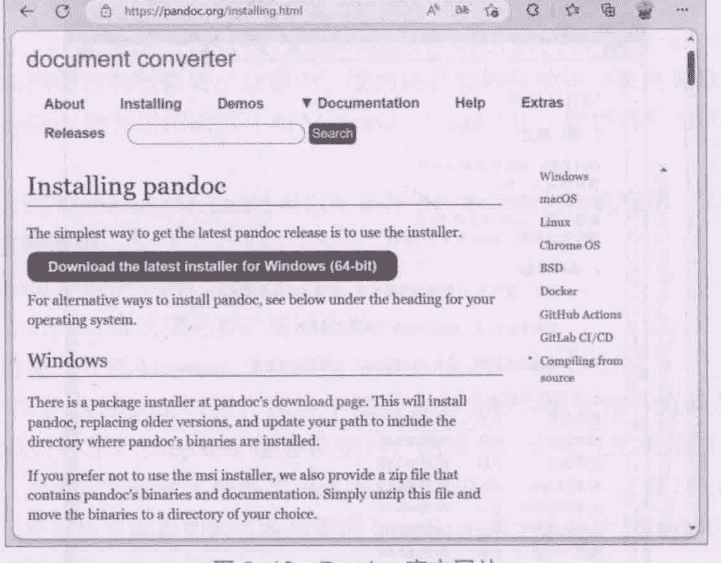 https://pandoc.org/installing.html
document converter
About Installing Demos ▼ Documentation Help Extras
Releases Search
Installing pandoc
The simplest way to get the latest pandoc release is to use the installer.
Download the latest installer for Windows (64-bit)
For alternative ways to install pandoc, see below under the heading for your
operating system.
Windows
There is a package installer at pandoc's download page. This will install
pandoc, replacing older versions, and update your path to include the
directory where pandoc's binaries are installed.
If you prefer not to use the msi installer, we also provide a zip file that
contains pandoc's binaries and documentation. Simply unzip this file and
move the binaries to a directory of your choice.
Windows
macOS
Linux
Chrome OS
BSD
Docker
GitHub Actions
GitLab CI/CD
Compiling from
source